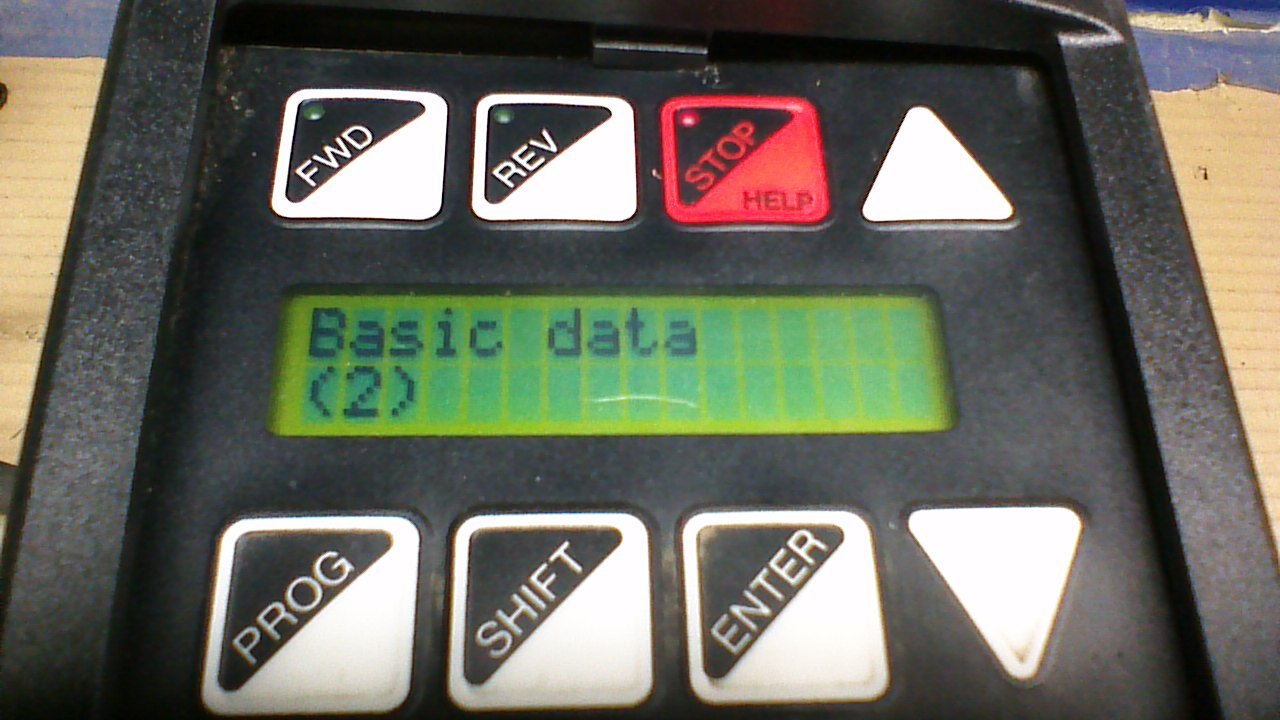 FWD
REV
STOP
HELP
Basic data
(2)
PROG
SHIFT
ENTER